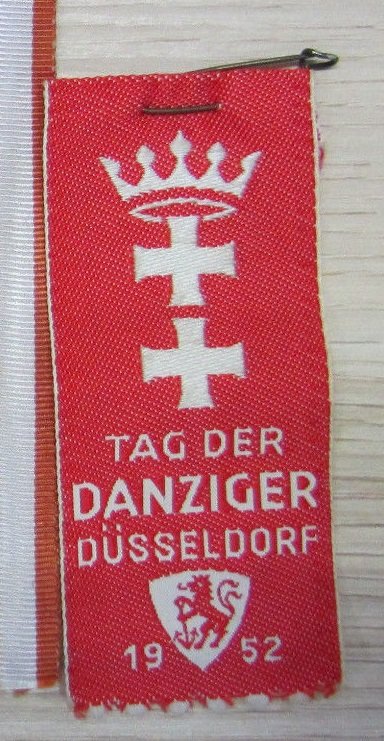 TAG DER
DANZIGER
DÜSSELDORF
19 52